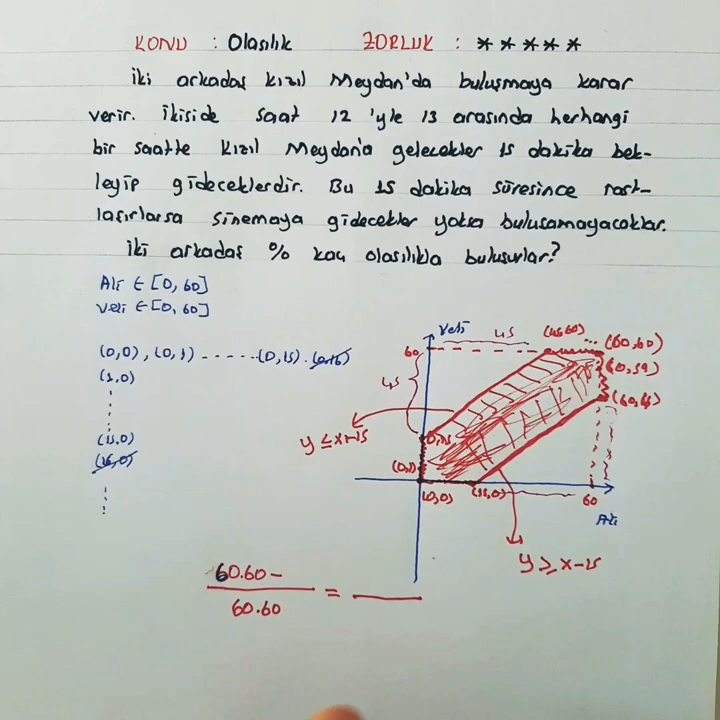 KONU : Olasılık ZORLUK : * * * * *
İki arkadaş Kızıl Meydan'da buluşmaya karar
verir. İkiside saat 12 'yle 13 arasında herhangi
bir saatte Kızıl Meydan'a gelecekler 15 dakika bek-
leyip gideceklerdir. Bu 15 dakika süresince rast-
laşırlarsa sinemaya gidecekler yoksa buluşamayacaklar.
İki arkadaş % kaç olasılıkla buluşurlar?
Ali ∈ [0, 60]
Veli ∈ [0, 60]
(0,0) , (0,1) ------(0,15) . (0,16)
(1,0)
(15,0)
(16,0)
Veli
45
(45,60)
(60,60)
60
(60,59)
45
(60,45)
y ≤ x-15
(0,15)
(0,1)
(0,0)
(15,0)
60
Ali
y ≥ x-15
60.60 -
60.60
=